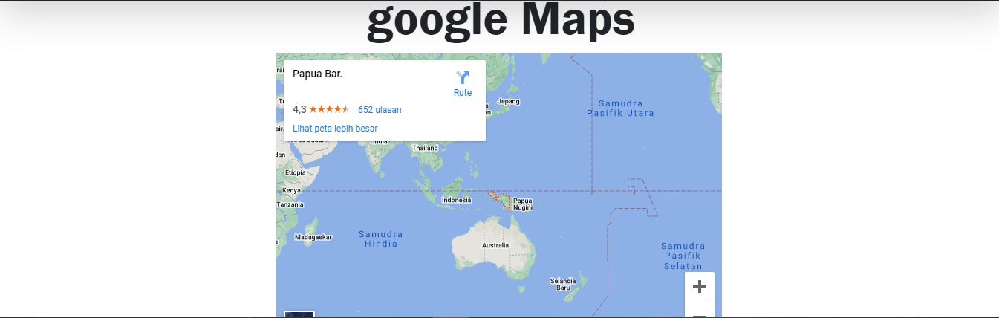 google Maps
Papua Bar.
Rute
4,3
652 ulasan
Lihat peta lebih besar
Jepang
Samudra
Pasifik Utara
India
Thailand
Etiopia
Kenya
Indonesia
Papua
Nugini
Tanzania
Samudra
Hindia
Madagaskar
Australia
Samudra
Pasifik
Selatan
Selandia
Baru